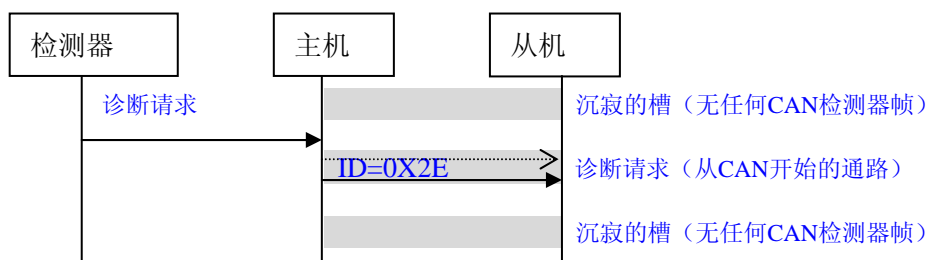 检测器
主机
从机
诊断请求
沉寂的槽（无任何CAN检测器帧）
ID=0X2E
诊断请求（从CAN开始的通路）
沉寂的槽（无任何CAN检测器帧）